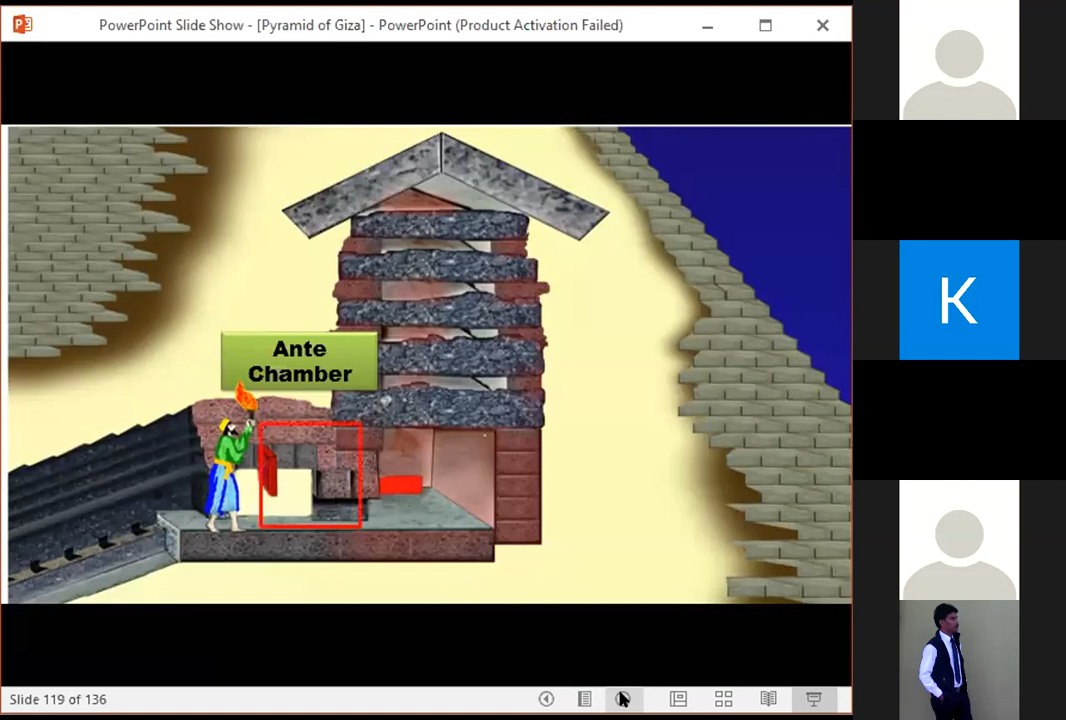 PowerPoint Slide Show - [Pyramid of Giza] - PowerPoint (Product Activation Failed)
Ante
Chamber
K
Slide 119 of 136